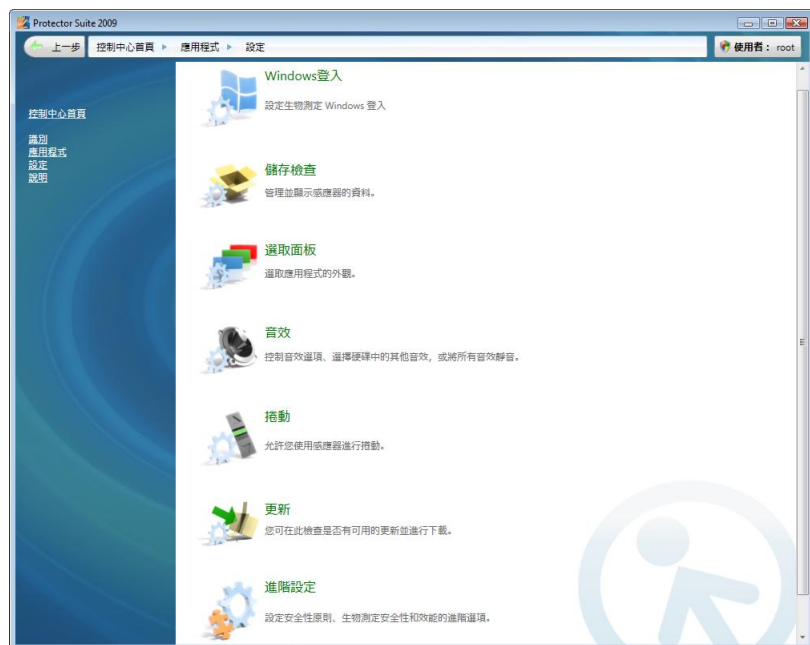 Protector Suite 2009
上一步 控制中心首頁 應用程式 設定 使用者： root
控制中心首頁
識別
應用程式
設定
說明
Windows登入
設定生物測定 Windows 登入
儲存檢查
管理並顯示感應器的資料。
選取面板
選取應用程式的外觀。
音效
控制音效選項、選擇硬碟中的其他音效，或將所有音效靜音。
捲動
允許您使用感應器進行捲動。
更新
您可在此檢查是否有可用的更新並進行下載。
進階設定
設定安全性原則、生物測定安全性和效能的進階選項。